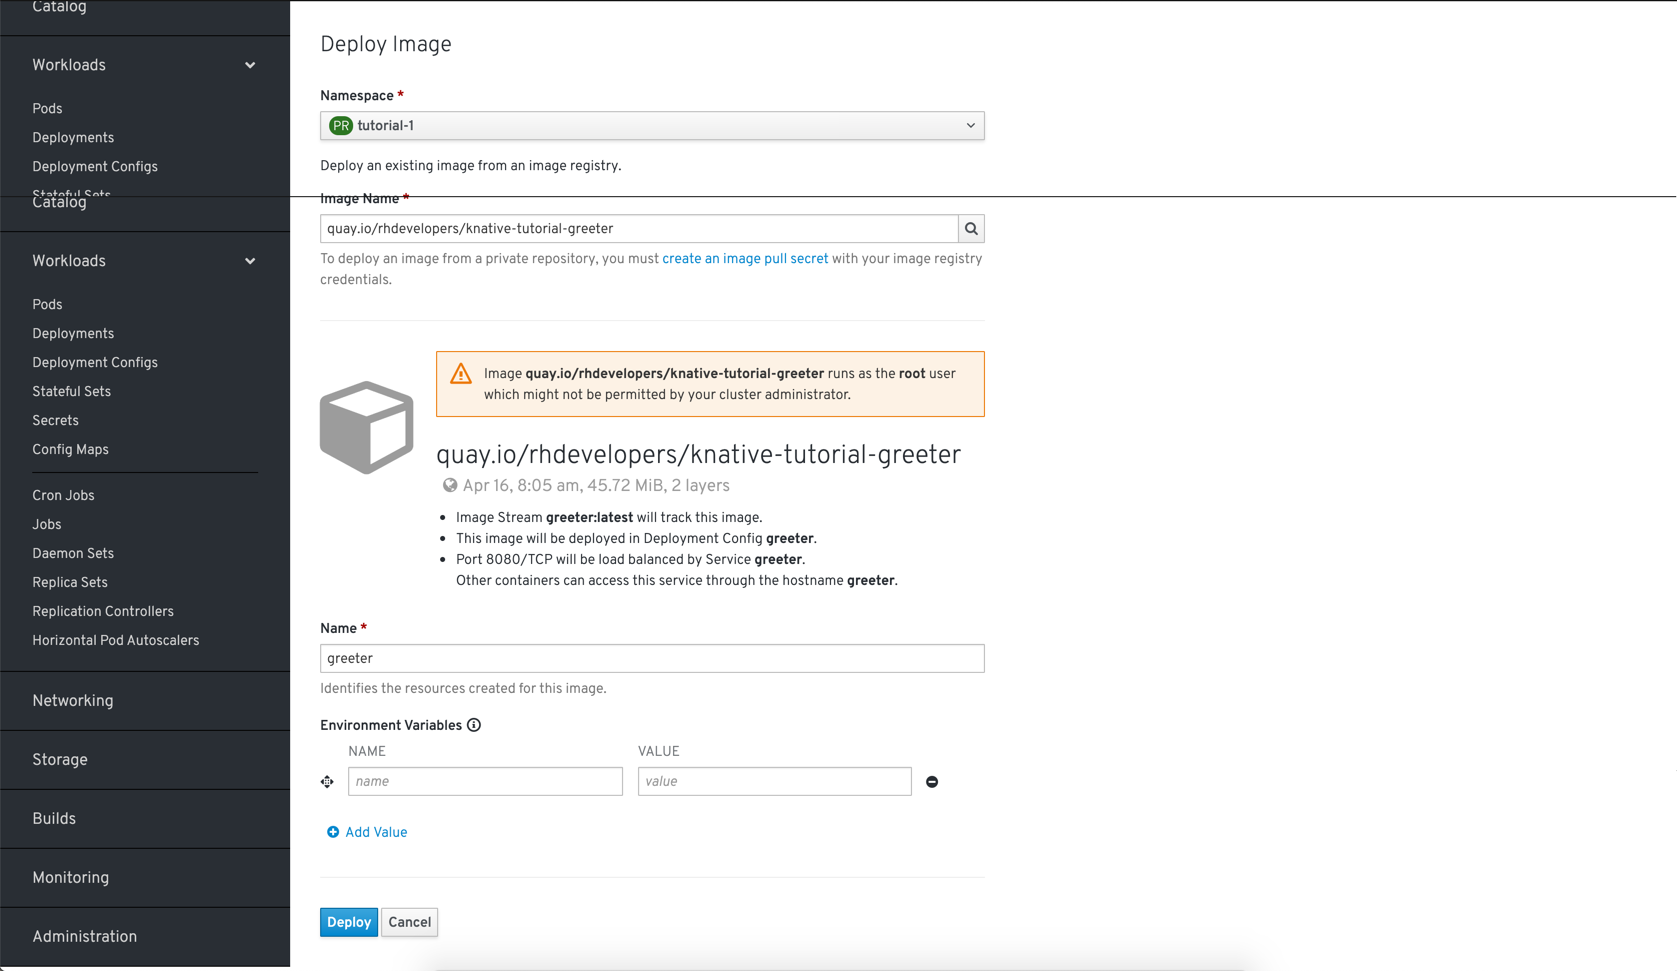 Catalog
Workloads
Pods
Deployments
Deployment Configs
Stateful Sets
Catalog
Workloads
Pods
Deployments
Deployment Configs
Stateful Sets
Secrets
Config Maps
Cron Jobs
Jobs
Daemon Sets
Replica Sets
Replication Controllers
Horizontal Pod Autoscalers
Networking
Storage
Builds
Monitoring
Administration
Deploy Image
Namespace *
PR tutorial-1
Deploy an existing image from an image registry.
Image Name *
quay.io/rhdevelopers/knative-tutorial-greeter
To deploy an image from a private repository, you must create an image pull secret with your image registry
credentials.
Image quay.io/rhdevelopers/knative-tutorial-greeter runs as the root user
which might not be permitted by your cluster administrator.
quay.io/rhdevelopers/knative-tutorial-greeter
Apr 16, 8:05 am, 45.72 MiB, 2 layers
• Image Stream greeter:latest will track this image.
• This image will be deployed in Deployment Config greeter.
• Port 8080/TCP will be load balanced by Service greeter.
Other containers can access this service through the hostname greeter.
Name *
greeter
Identifies the resources created for this image.
Environment Variables
NAME VALUE
name value
Add Value
Deploy Cancel